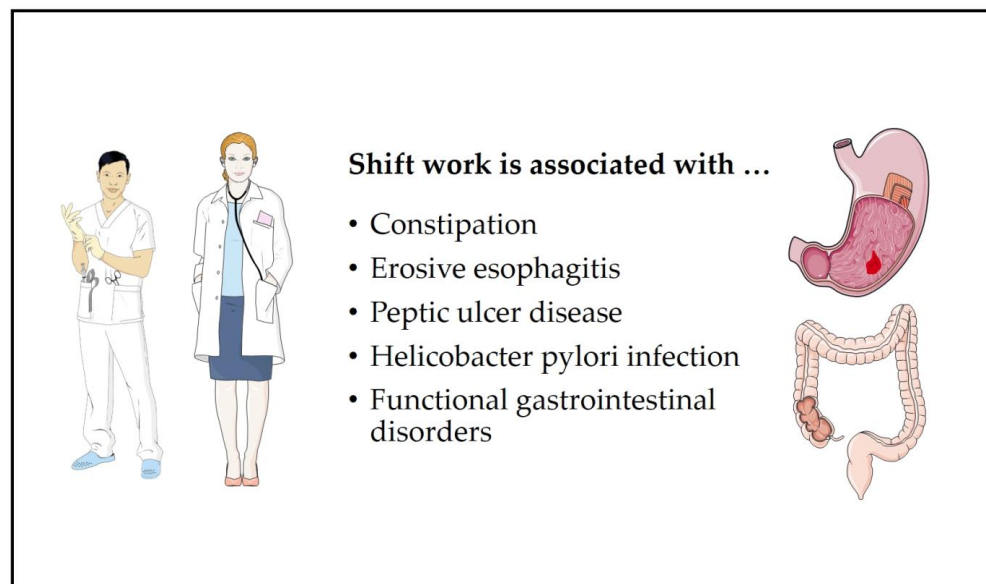 Shift work is associated with ...
• Constipation
• Erosive esophagitis
• Peptic ulcer disease
• Helicobacter pylori infection
• Functional gastrointestinal
disorders